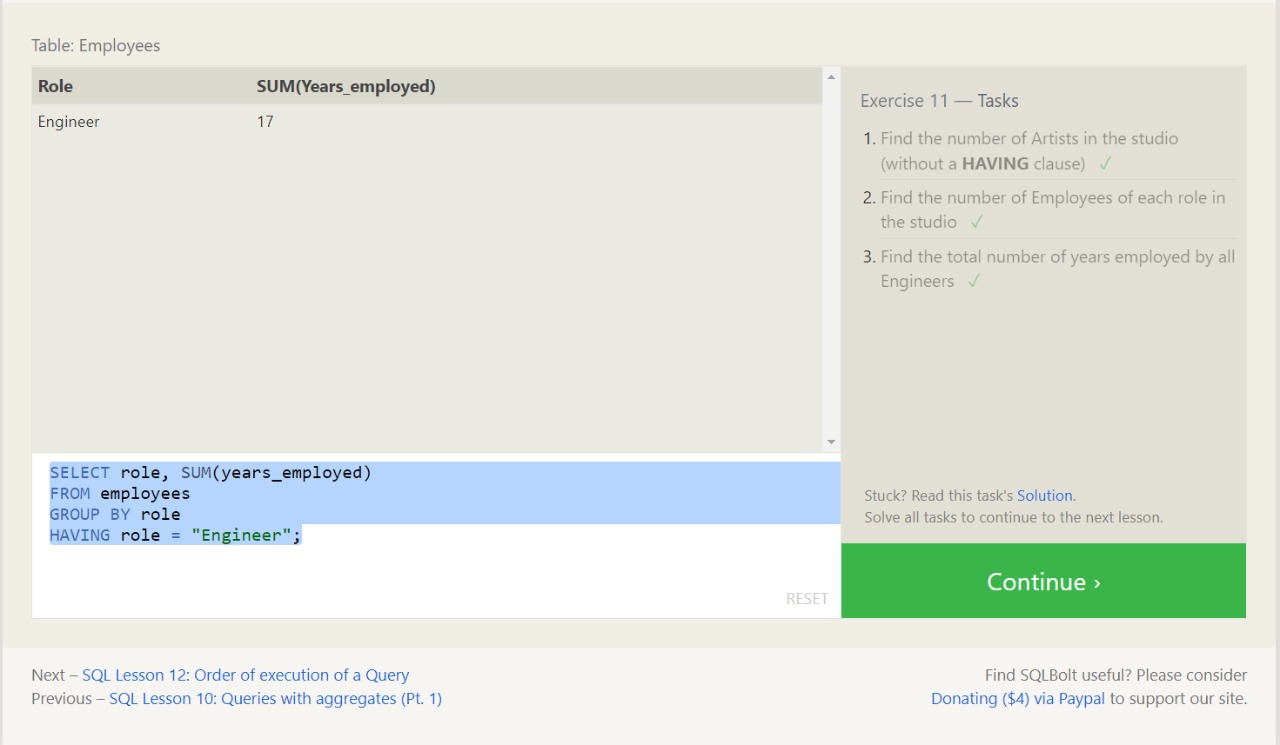 Table: Employees
Role SUM(Years_employed)
Engineer 17
SELECT role, SUM(years_employed)
FROM employees
GROUP BY role
HAVING role = "Engineer";
RESET
Exercise 11 — Tasks
1. Find the number of Artists in the studio
(without a HAVING clause) ✓
2. Find the number of Employees of each role in
the studio ✓
3. Find the total number of years employed by all
Engineers ✓
Stuck? Read this task's Solution.
Solve all tasks to continue to the next lesson.
Continue ›
Next – SQL Lesson 12: Order of execution of a Query
Previous – SQL Lesson 10: Queries with aggregates (Pt. 1)
Find SQLBolt useful? Please consider
Donating ($4) via Paypal to support our site.